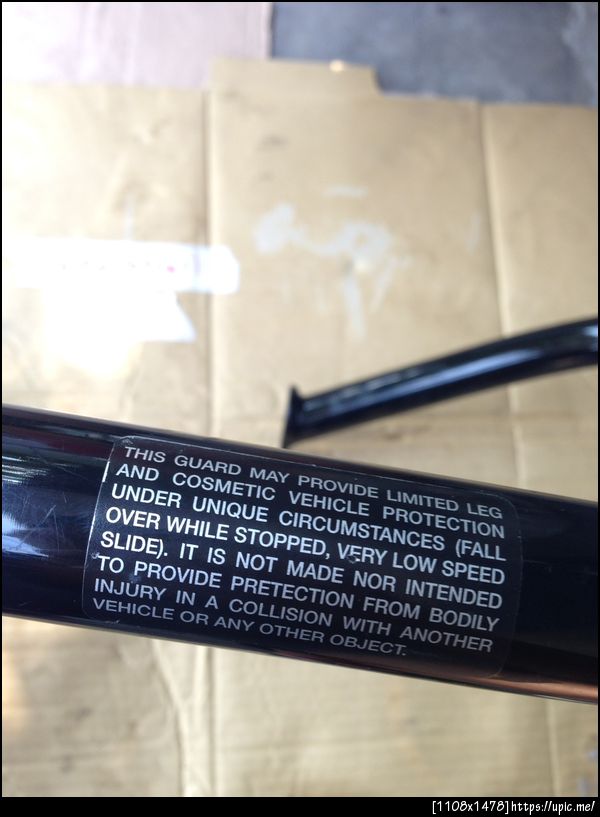 THIS GUARD MAY PROVIDE LIMITED LEG
AND COSMETIC VEHICLE PROTECTION
UNDER UNIQUE CIRCUMSTANCES (FALL
OVER WHILE STOPPED, VERY LOW SPEED
SLIDE). IT IS NOT MADE NOR INTENDED
TO PROVIDE PRETECTION FROM BODILY
INJURY IN A COLLISION WITH ANOTHER
VEHICLE OR ANY OTHER OBJECT.
[1108x1478]https://upic.me/